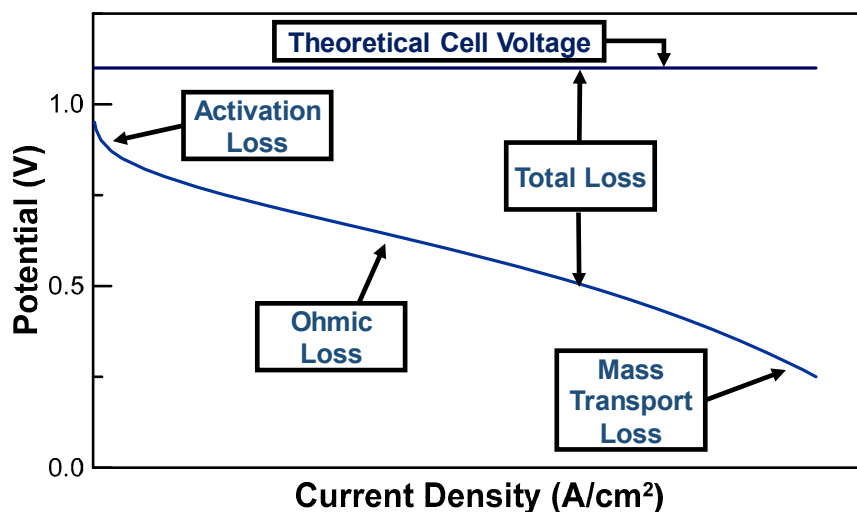 Theoretical Cell Voltage
1.0
Activation
Loss
Total Loss
Potential (V)
0.5
Ohmic
Loss
Mass
Transport
Loss
0.0
Current Density (A/cm²)